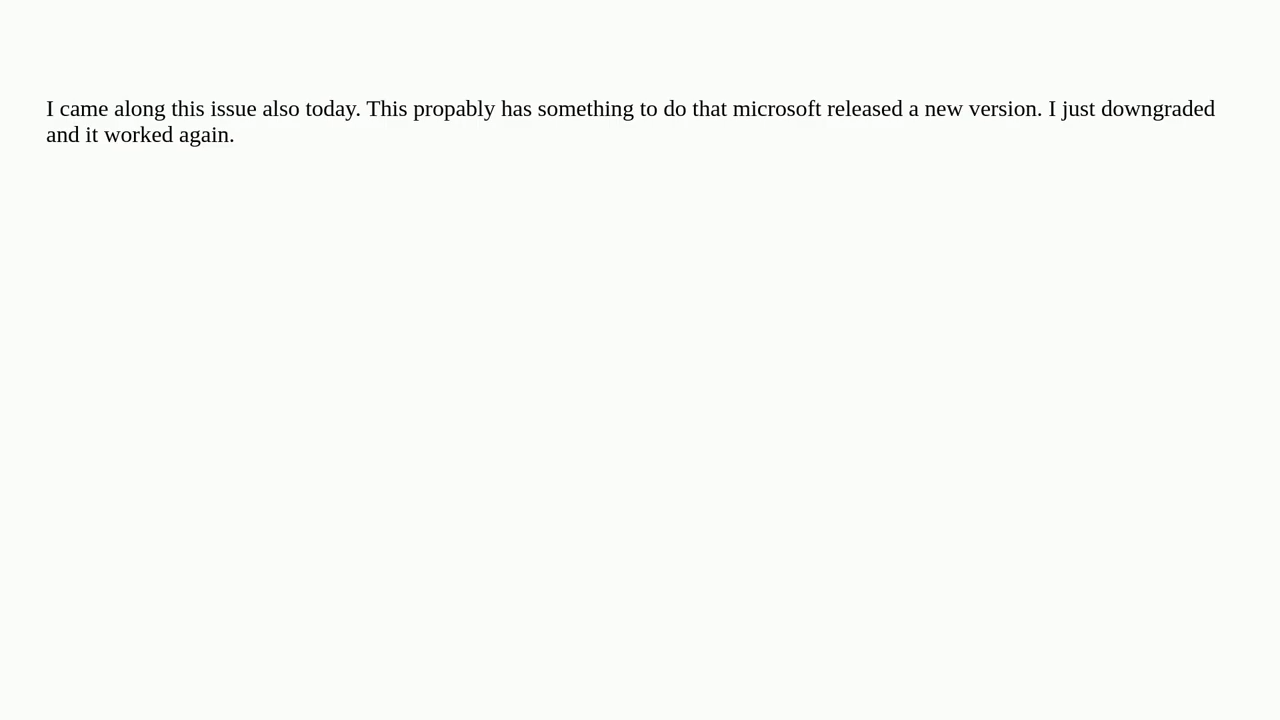 I came along this issue also today. This propably has something to do that microsoft released a new version. I just downgraded
and it worked again.